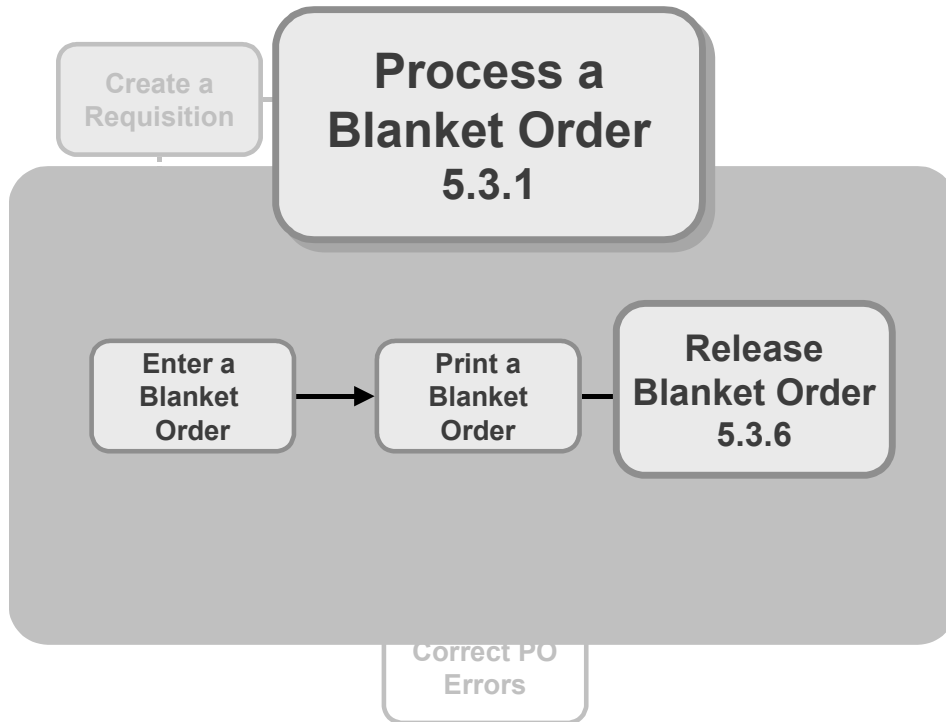 Process a
Blanket Order
5.3.1
Create a
Requisition
Enter a
Blanket
Order
Print a
Blanket
Order
Release
Blanket Order
5.3.6
Correct PO
Errors